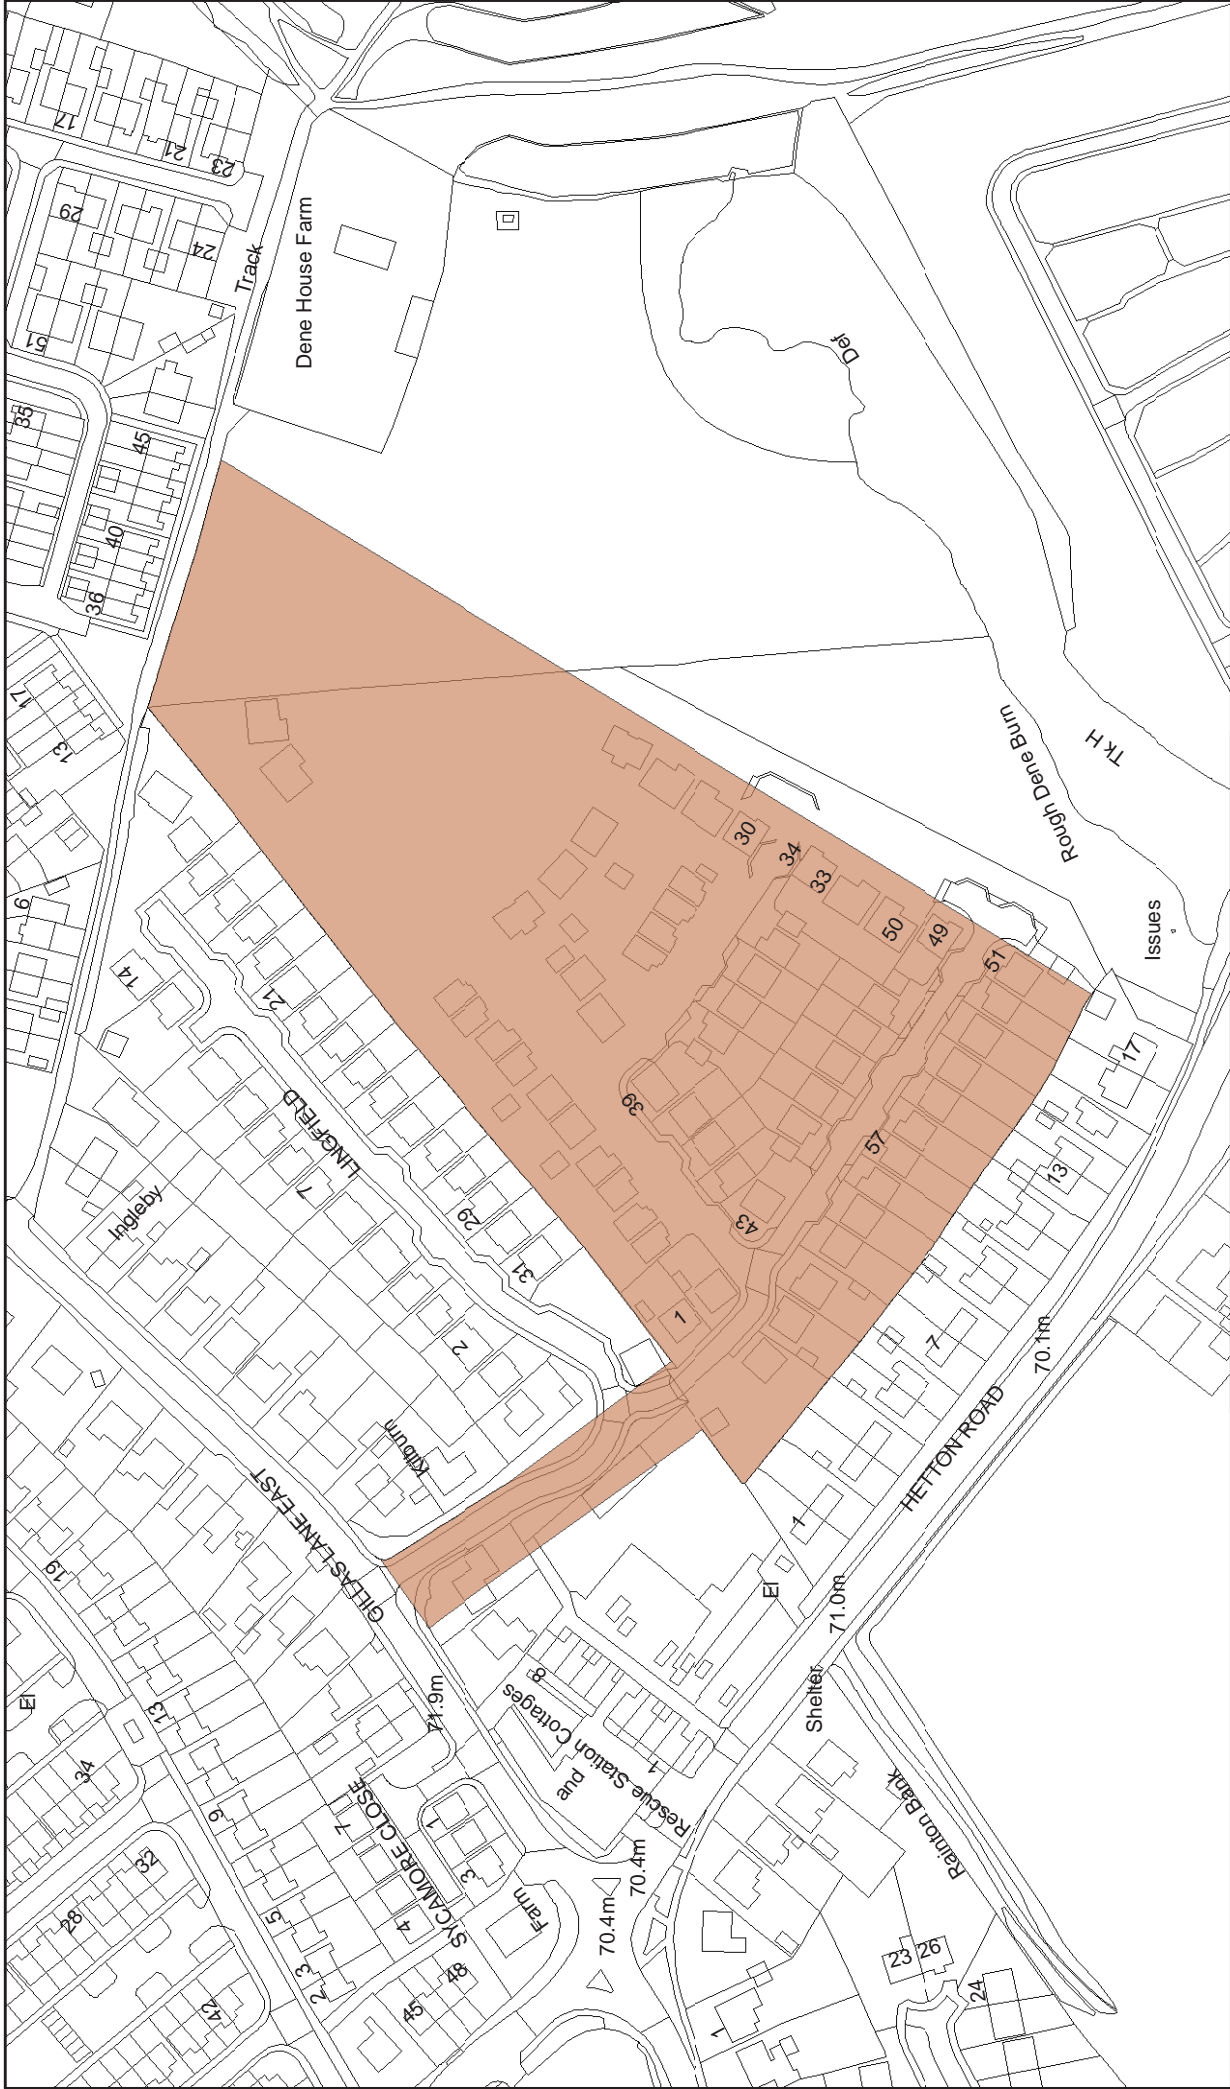 17
21
23
29
24
Track
Dene House Farm
51
35
45
40
36
Def
17
13
6
14
21
30
34
33
50
49
51
Rough Dene Burn
Tk H
Issues
17
LINGFIELD
7
Ingleby
29
31
2
39
43
57
13
1
7
70.1m
HETTON ROAD
Kilburn
GILLAS LANE EAST
19
El
1
El
71.0m
Shelter
8
Rescue Station Cottages
1
and
71.9m
13
34
9
7
SYCAMORE CLOSE
1
3
4
32
28
5
3
2
42
45
48
Farm
70.4m
70.4m
Rainton Bank
23
26
24
1